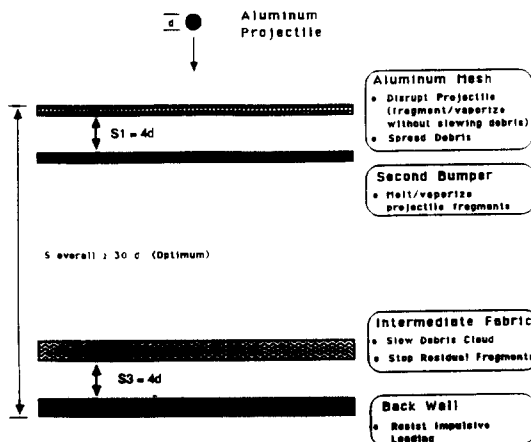 d
Aluminum
Projectile
Aluminum Mesh
• Disrupt Projectile
(fragment/vaporize
without slewing debris)
• Spread Debris
S1 = 4d
Second Bumper
• Melt/vaporize
projectile fragments
S overall ≥ 30 d (Optimum)
Intermediate Fabric
• Slow Debris Cloud
• Stop Residual Fragments
S3 = 4d
Back Wall
• Resist Impulsive
Loading